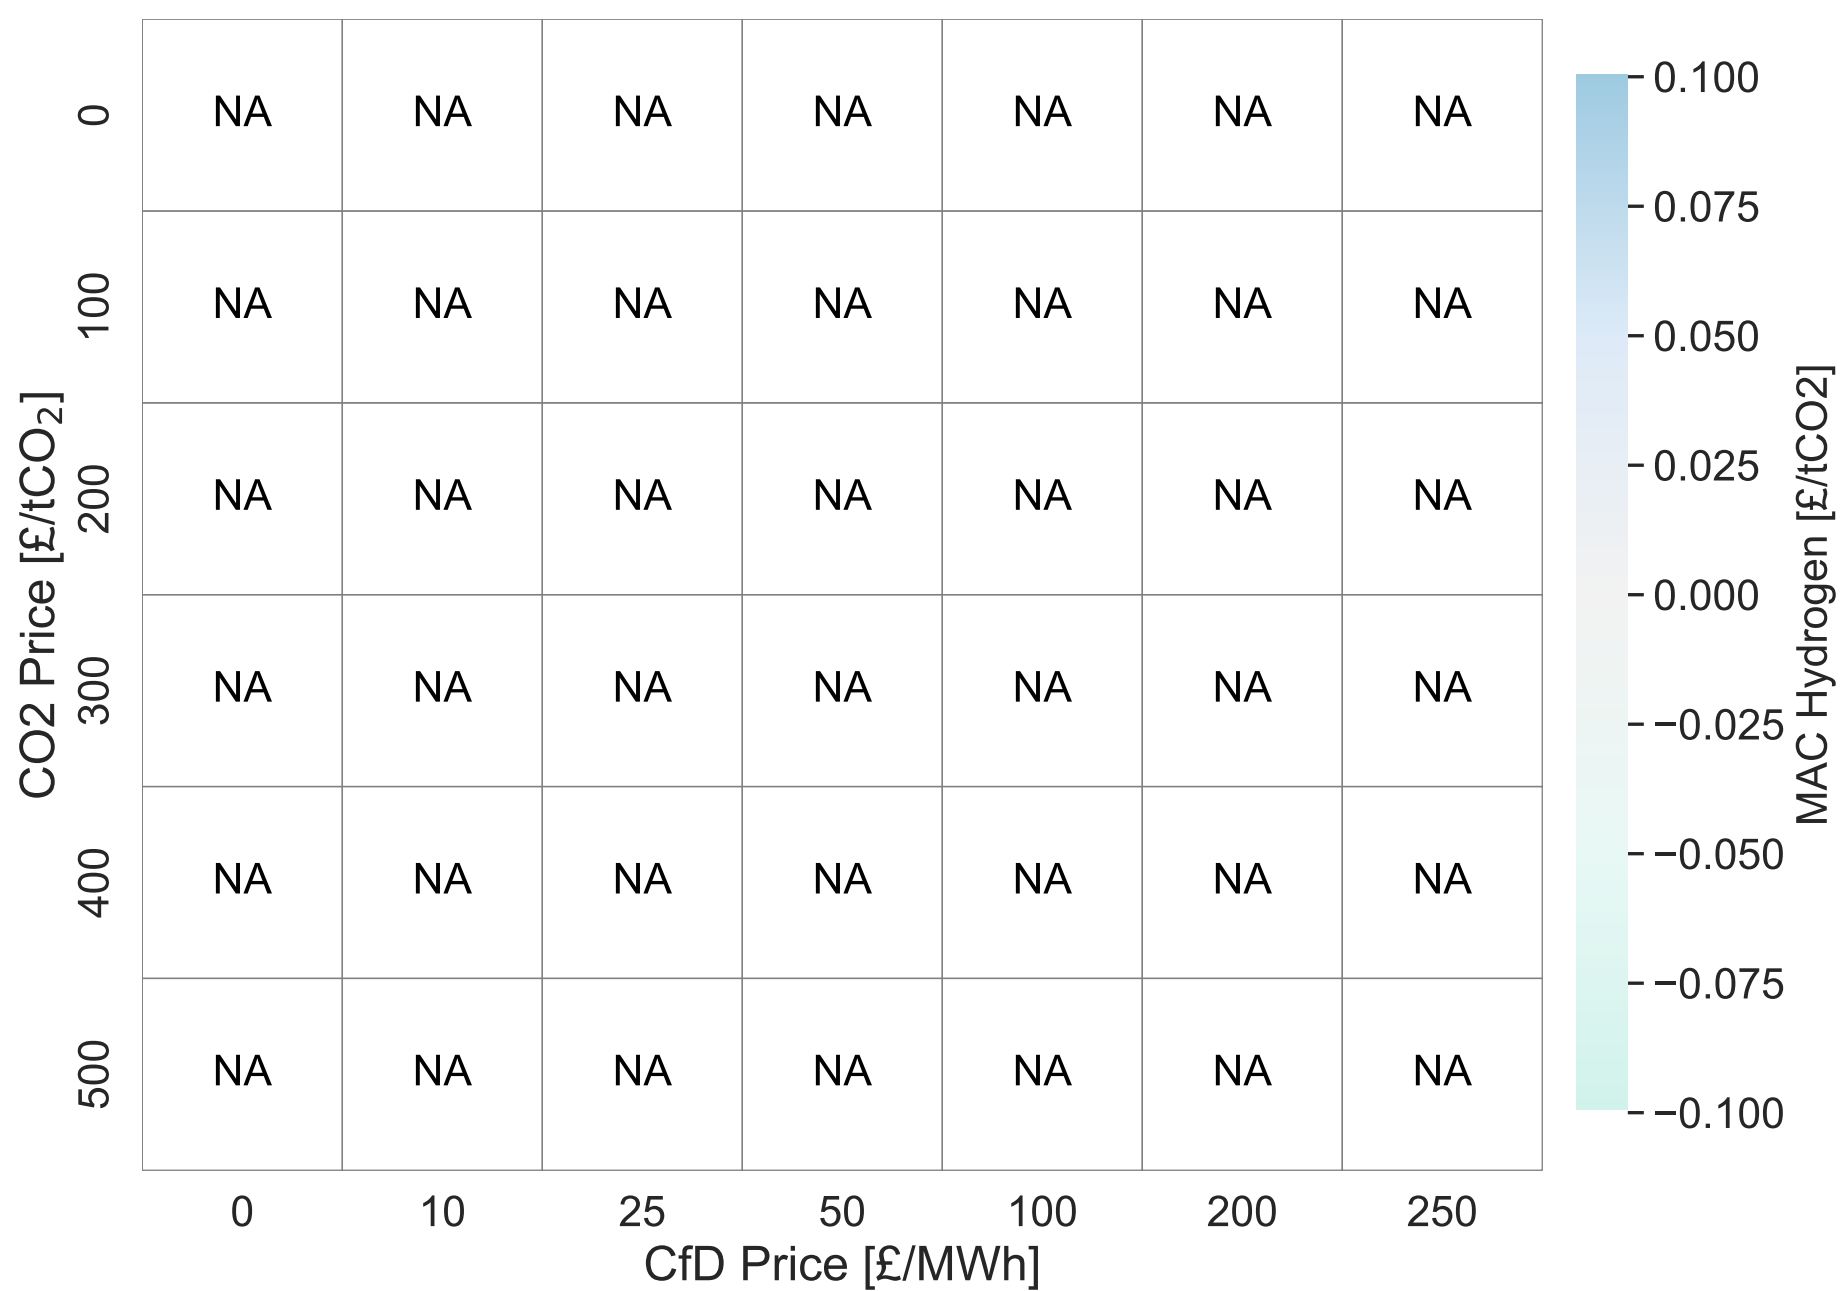 0 NA NA NA NA NA NA NA
100 NA NA NA NA NA NA NA
200 NA NA NA NA NA NA NA
300 NA NA NA NA NA NA NA
400 NA NA NA NA NA NA NA
500 NA NA NA NA NA NA NA
0 10 25 50 100 200 250
CfD Price [£/MWh]
CO2 Price [£/tCO₂]
0.100
0.075
0.050
0.025
0.000
−0.025
−0.050
−0.075
−0.100
MAC Hydrogen [£/tCO2]